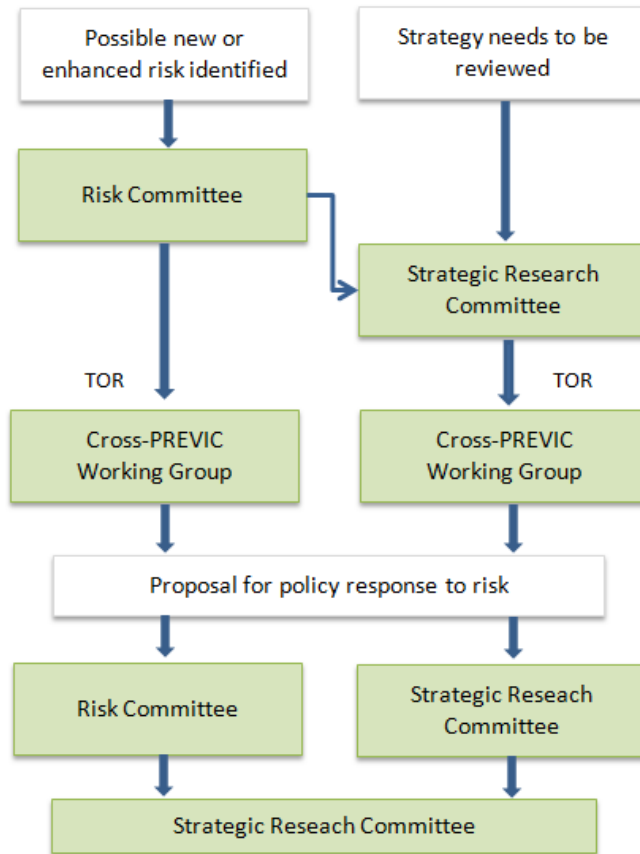 Possible new or
enhanced risk identified
Strategy needs to be
reviewed
Risk Committee
Strategic Research
Committee
TOR
TOR
Cross-PREVIC
Working Group
Cross-PREVIC
Working Group
Proposal for policy response to risk
Risk Committee
Strategic Reseach
Committee
Strategic Reseach Committee